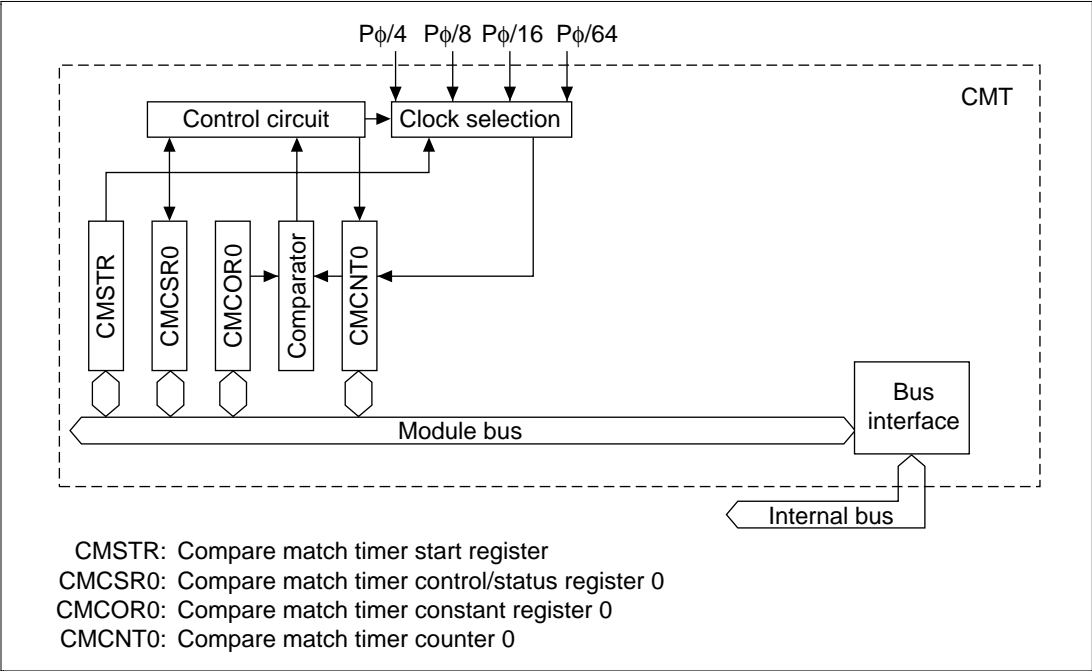 Pϕ/4 Pϕ/8 Pϕ/16 Pϕ/64
CMT
Control circuit
Clock selection
CMSTR
CMCSR0
CMCOR0
Comparator
CMCNT0
Bus
interface
Module bus
Internal bus
CMSTR: Compare match timer start register
CMCSR0: Compare match timer control/status register 0
CMCOR0: Compare match timer constant register 0
CMCNT0: Compare match timer counter 0